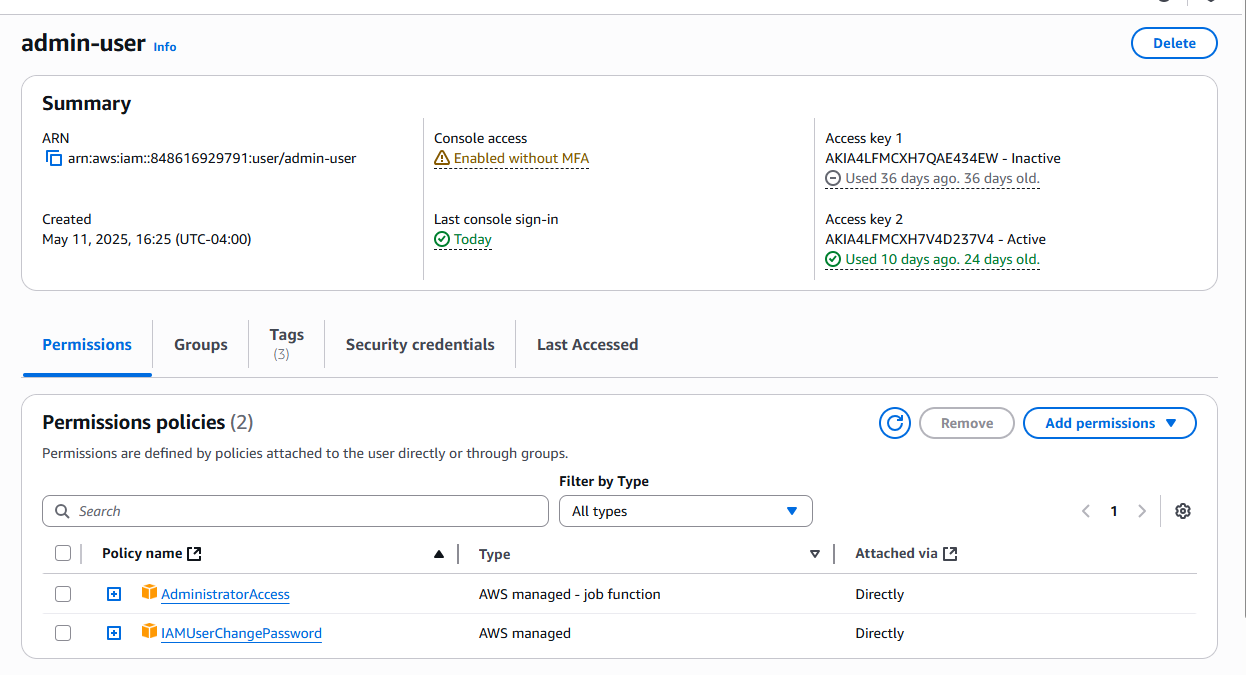 admin-user Info
Delete
Summary
ARN
arn:aws:iam::848616929791:user/admin-user
Created
May 11, 2025, 16:25 (UTC-04:00)
Console access
Enabled without MFA
Last console sign-in
Today
Access key 1
AKIA4LFMCXH7QAE434EW - Inactive
Used 36 days ago. 36 days old.
Access key 2
AKIA4LFMCXH7V4D237V4 - Active
Used 10 days ago. 24 days old.
Permissions
Groups
Tags
(3)
Security credentials
Last Accessed
Permissions policies (2)
Remove
Add permissions
Permissions are defined by policies attached to the user directly or through groups.
Filter by Type
Search
All types
1
Policy name
Type
Attached via
AdministratorAccess
AWS managed - job function
Directly
IAMUserChangePassword
AWS managed
Directly